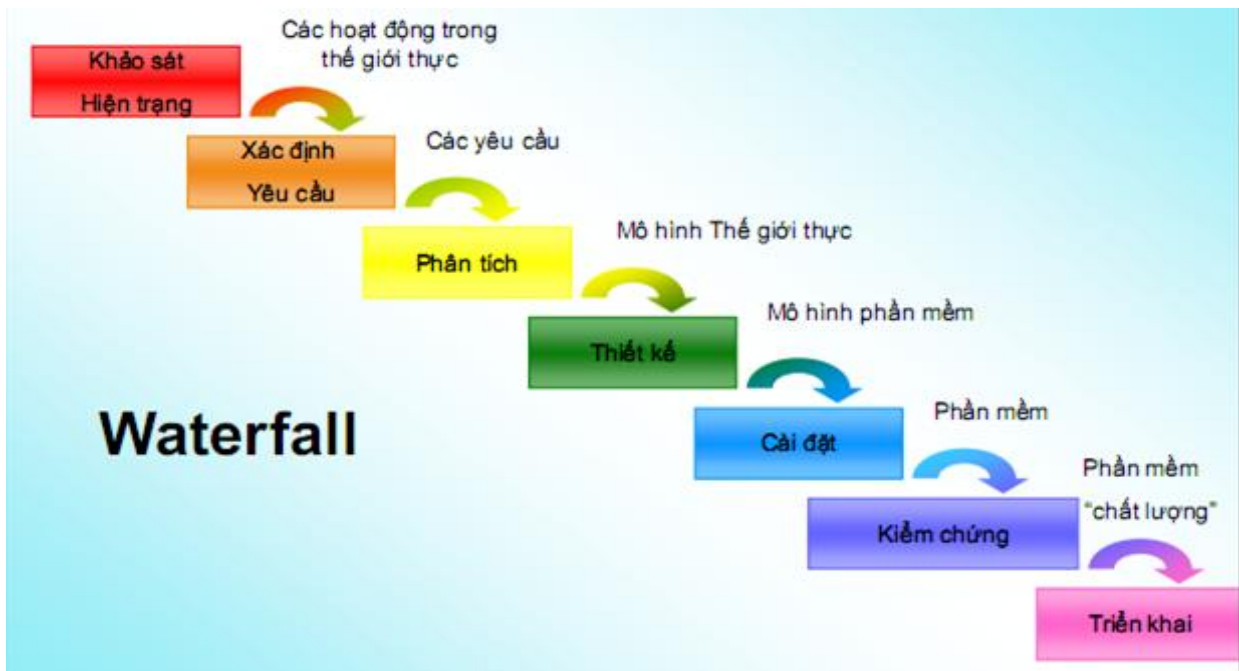 Các hoạt động trong
thế giới thực
Khảo sát
Hiện trạng
Xác định
Yêu cầu
Các yêu cầu
Phân tích
Mô hình Thế giới thực
Thiết kế
Mô hình phần mềm
Waterfall
Cài đặt
Phần mềm
Kiểm chứng
Phần mềm
"chất lượng"
Triển khai